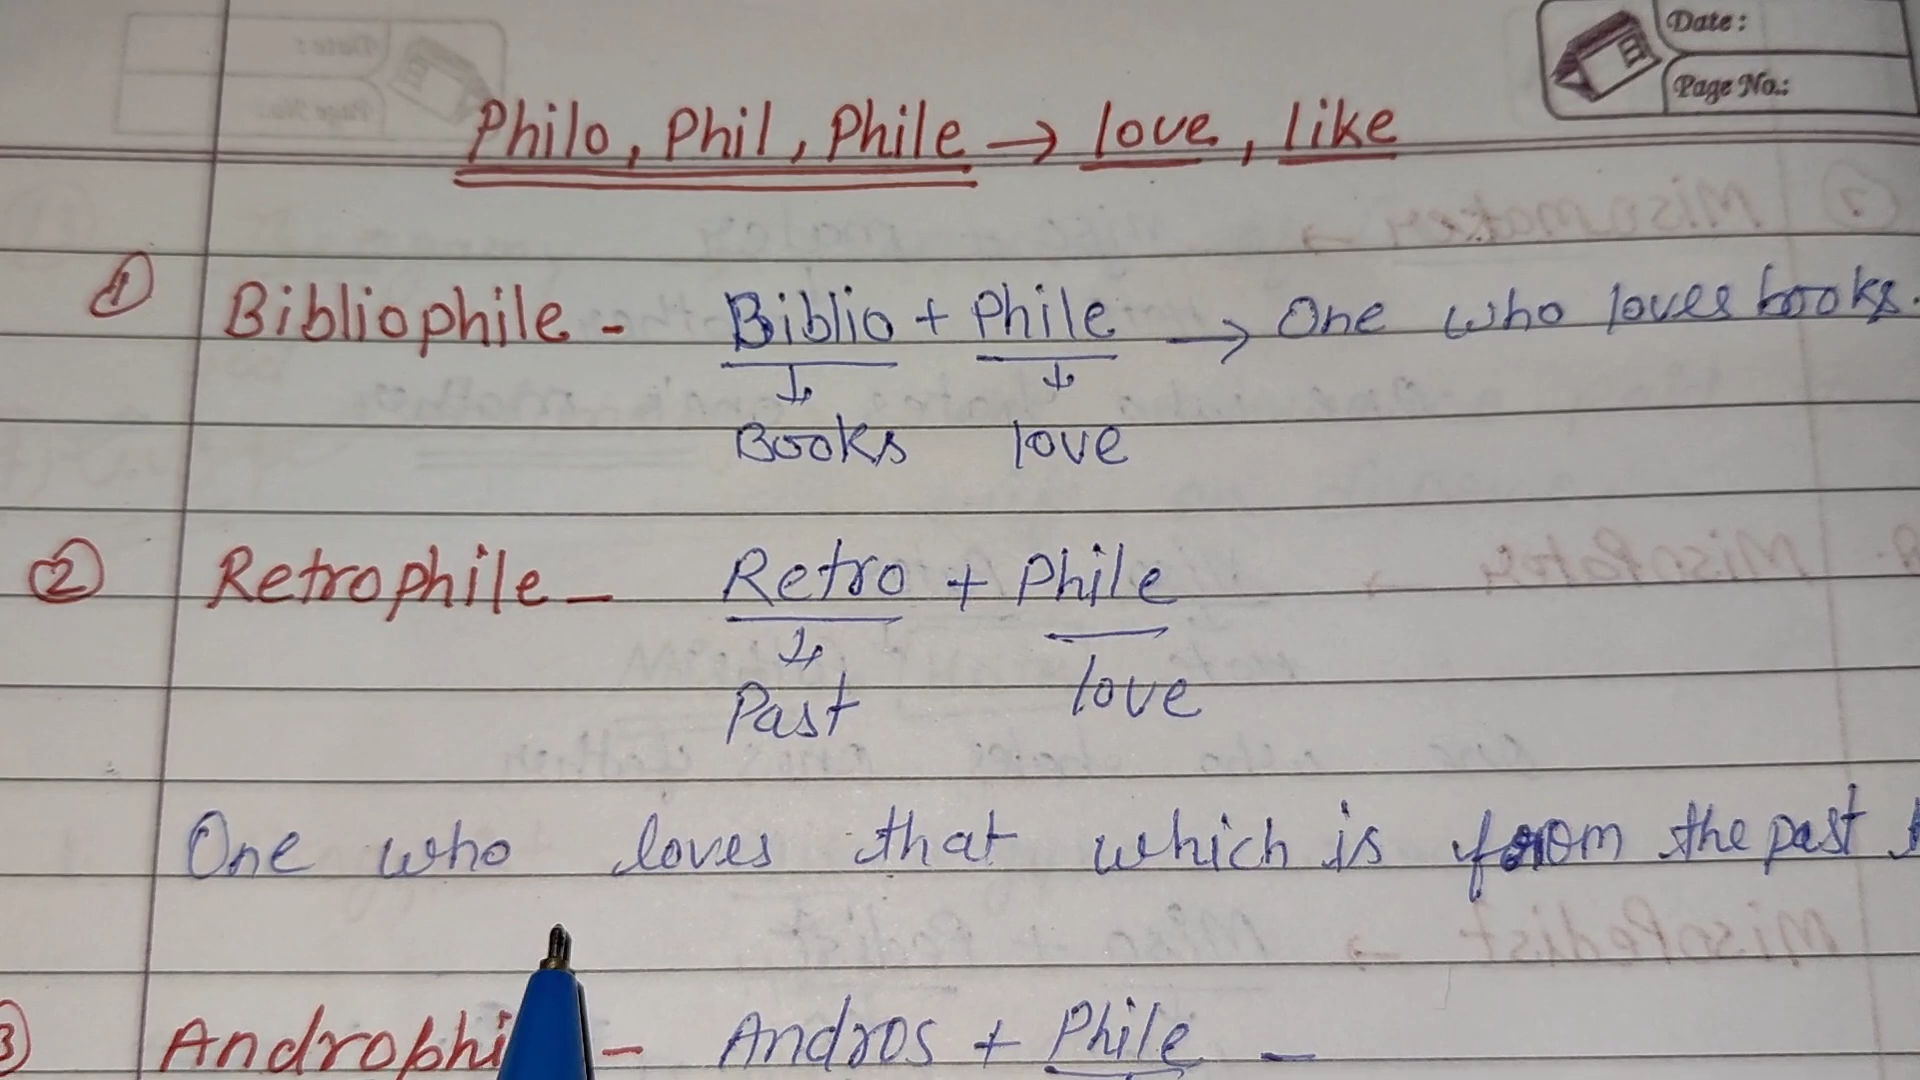 Date:
Page No.:
Philo, Phil, Phile → love, like
① Bibliophile - Biblio + Phile → One who loves books.
Books love
② Retrophile - Retro + Phile
Past love
One who loves that which is from the past
③ - Andros + Phile -